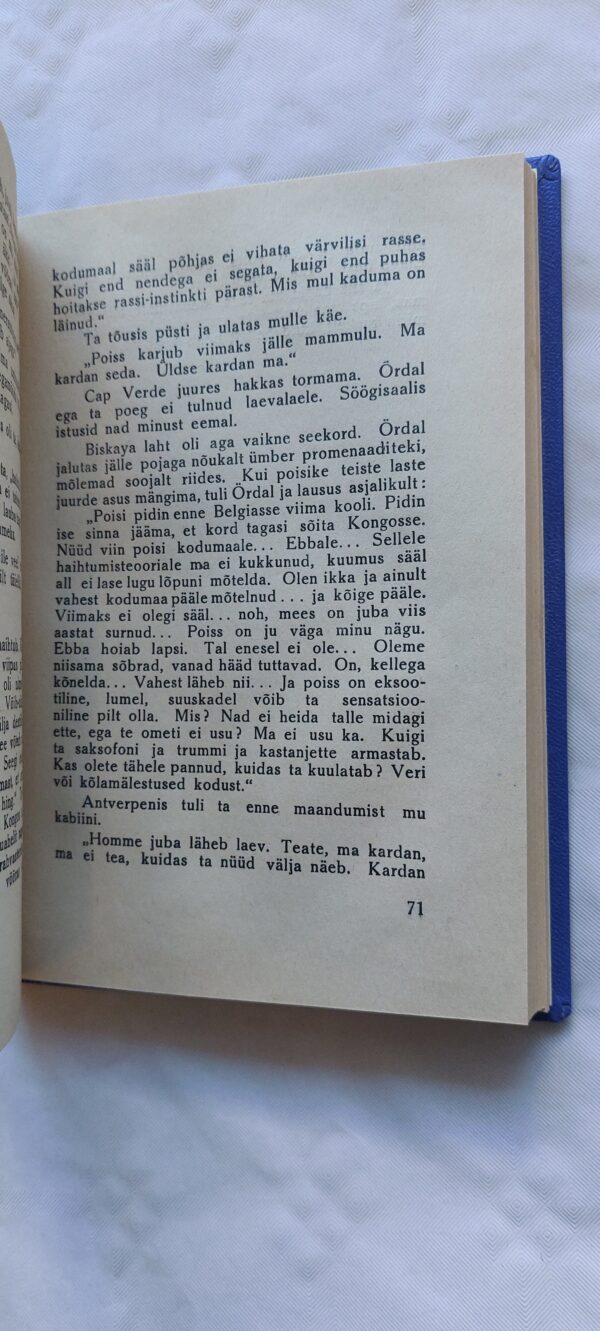 kodumaal sääl põhjas ei vihata värvilisi rasse.
Kuigi end nendega ei segata, kuigi end puhas
hoitakse rassi-instinkti pärast. Mis mul kaduma on
läinud.“
Ta tõusis püsti ja ulatas mulle käe.
„Poiss karjub viimaks jälle mammulu. Ma
kardan seda. Üldse kardan ma.“
Cap Verde juures hakkas tormama. Õrdal
ega ta poeg ei tulnud laevalaele. Söögisaalis
istusid nad minust eemal.
Biskaya laht oli aga vaikne seekord. Õrdal
jalutas jälle pojaga nõukalt ümber promenaaditeki,
mõlemad soojalt riides. Kui poisike teiste laste
juurde asus mängima, tuli Õrdal ja lausus asjalikult:
„Poisi pidin enne Belgiasse viima kooli. Pidin
ise sinna jääma, et kord tagasi sõita Kongosse.
Nüüd viin poisi kodumaale... Ebbale... Sellele
haihtumisteooriale ma ei kukkunud, kuumus sääl
all ei lase lugu lõpuni mõtelda. Olen ikka ja ainult
vahest kodumaa pääle mõtelnud... ja kõige pääle.
Viimaks ei olegi sääl... noh, mees on juba viis
aastat surnud... Poiss on ju väga minu nägu.
Ebba hoiab lapsi. Tal enesel ei ole... Oleme
niisama sõbrad, vanad hääd tuttavad. On, kellega
kõnelda... Vahest läheb nii... Ja poiss on eksoo-
tiline, lumel, suuskadel võib ta sensatsioo-
niline pilt olla. Mis? Nad ei heida talle midagi
ette, ega te ometi ei usu? Ma ei usu ka. Kuigi
ta saksofoni ja trummi ja kastanjette armastab.
Kas olete tähele pannud, kuidas ta kuulatab? Veri
või kõlamälestused kodust.“
Antverpenis tuli ta enne maandumist mu
kabiini.
„Homme juba läheb laev. Teate, ma kardan,
ma ei tea, kuidas ta nüüd välja näeb. Kardan
71